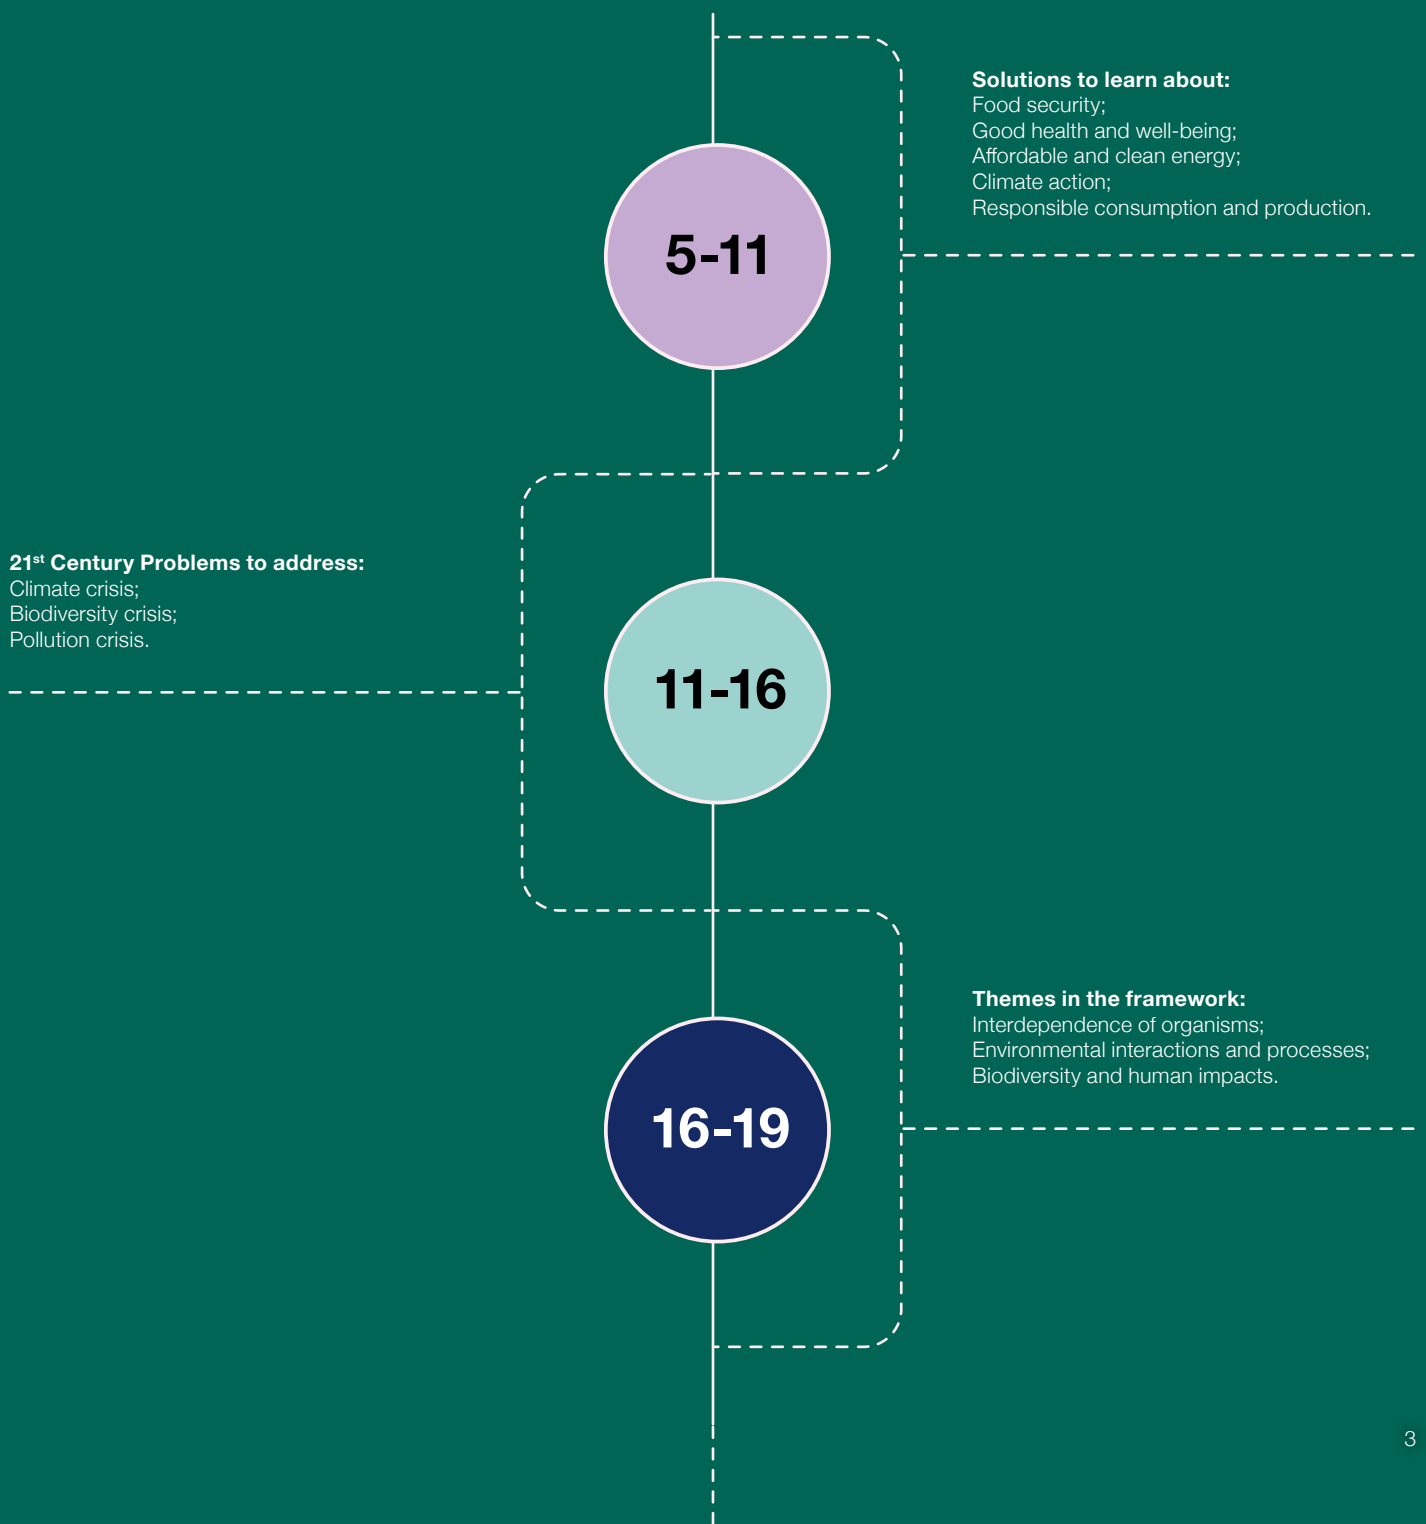 Solutions to learn about:
Food security;
Good health and well-being;
Affordable and clean energy;
Climate action;
Responsible consumption and production.
5-11
21st Century Problems to address:
Climate crisis;
Biodiversity crisis;
Pollution crisis.
11-16
Themes in the framework:
Interdependence of organisms;
Environmental interactions and processes;
Biodiversity and human impacts.
16-19
3